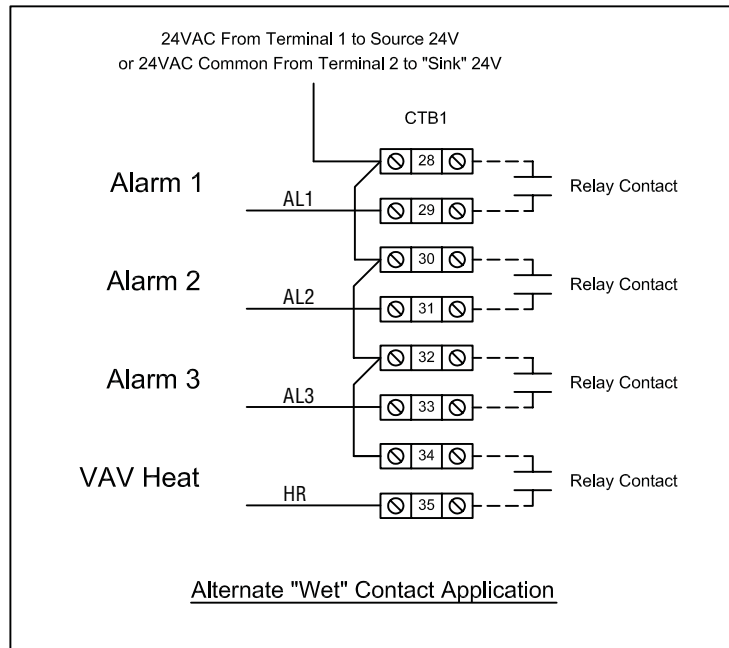 24VAC From Terminal 1 to Source 24V
or 24VAC Common From Terminal 2 to "Sink" 24V
CTB1
28
Alarm 1
Relay Contact
AL1
29
30
Alarm 2
Relay Contact
AL2
31
32
Alarm 3
Relay Contact
AL3
33
34
VAV Heat
Relay Contact
HR
35
Alternate "Wet" Contact Application